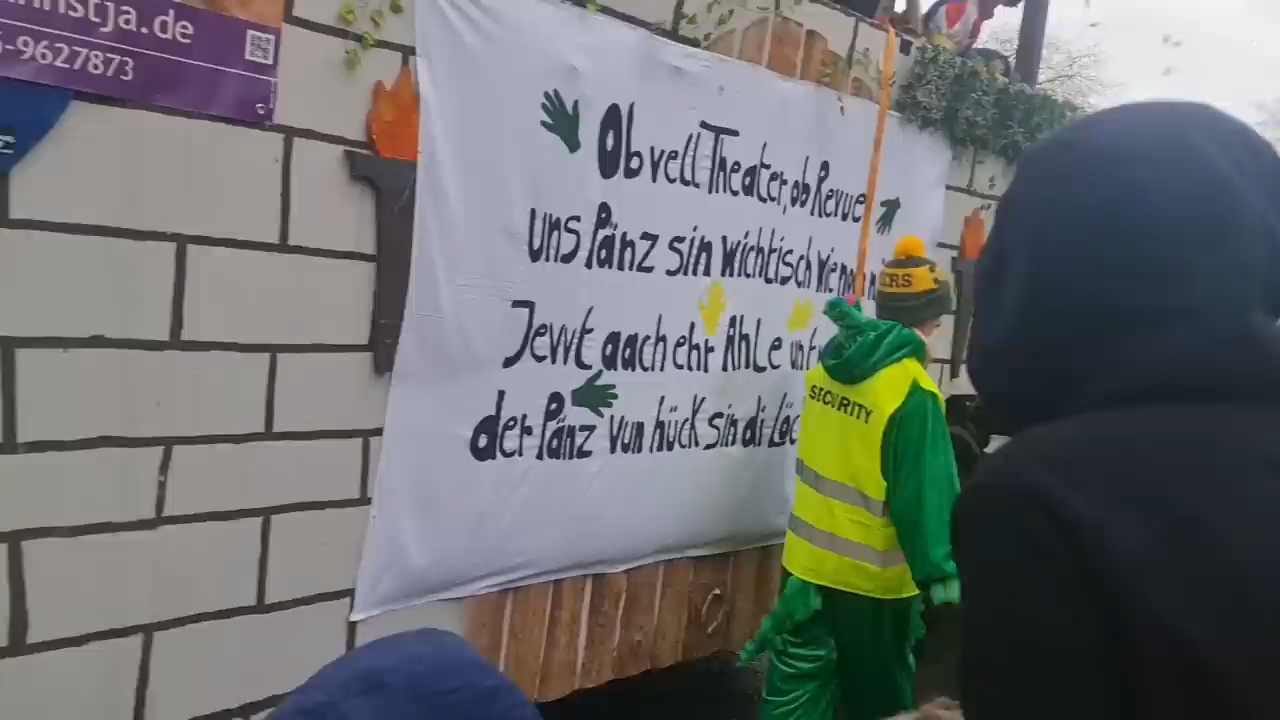 nstja.de
-9627873
Ob vell Theater, ob Revue
uns Pänz sin wichtisch wie
Jevvt aach ehr Ahle un
der Pänz vun hück sin di
SECURITY